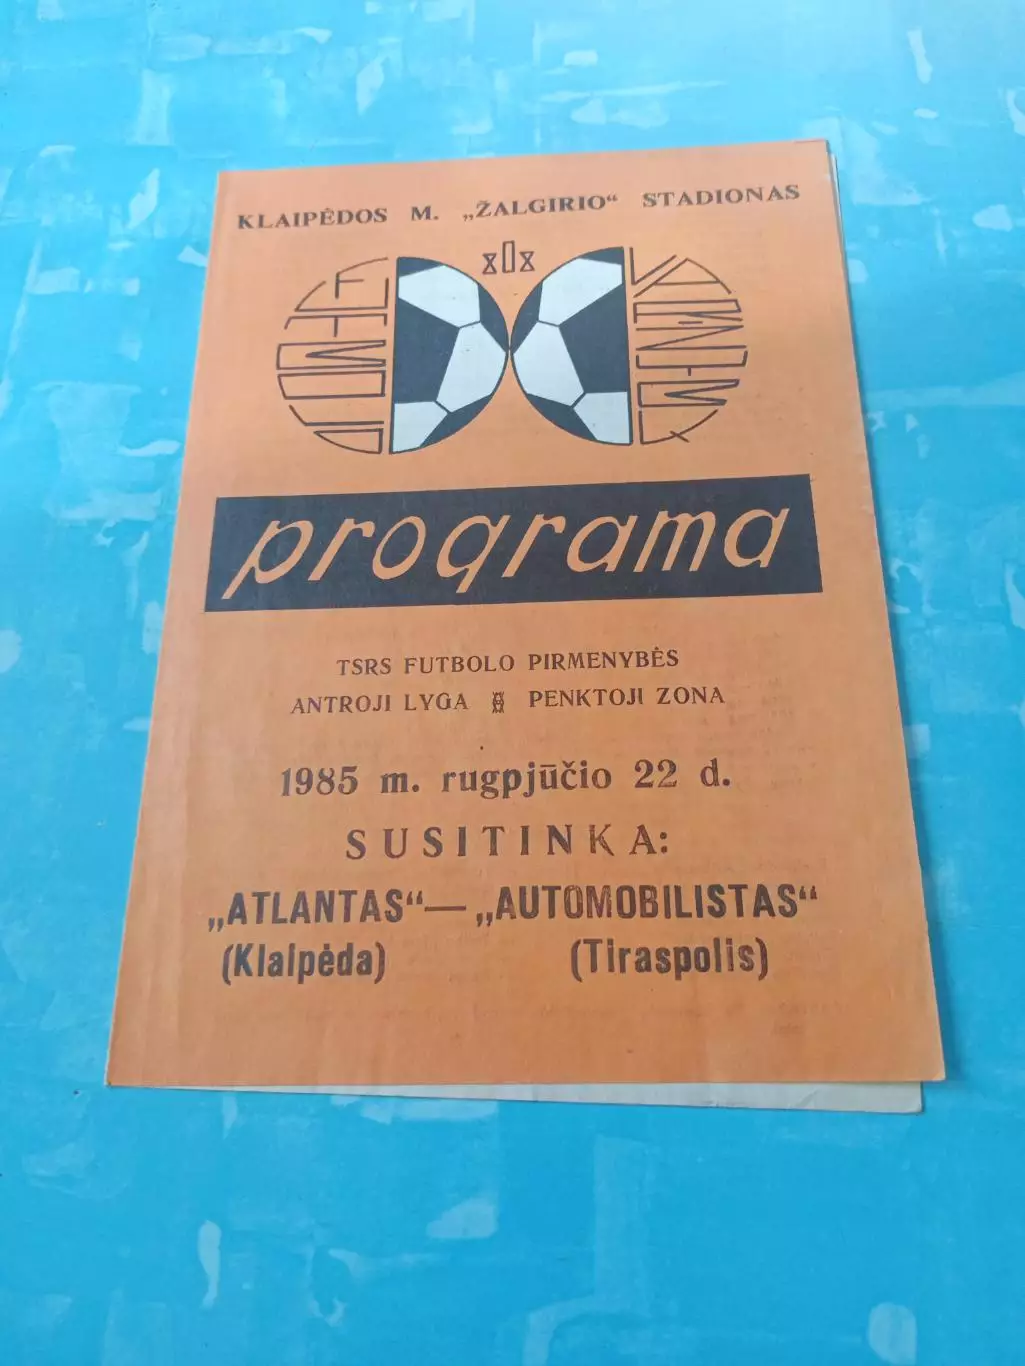 KLAIPĖDOS M. „ŽALGIRIO“ STADIONAS
programa
TSRS FUTBOLO PIRMENYBĖS
ANTROJI LYGA PENKTOJI ZONA
1985 m. rugpjūčio 22 d.
SUSITINKA:
„ATLANTAS“ — „AUTOMOBILISTAS“
(Klaipėda) (Tiraspolis)